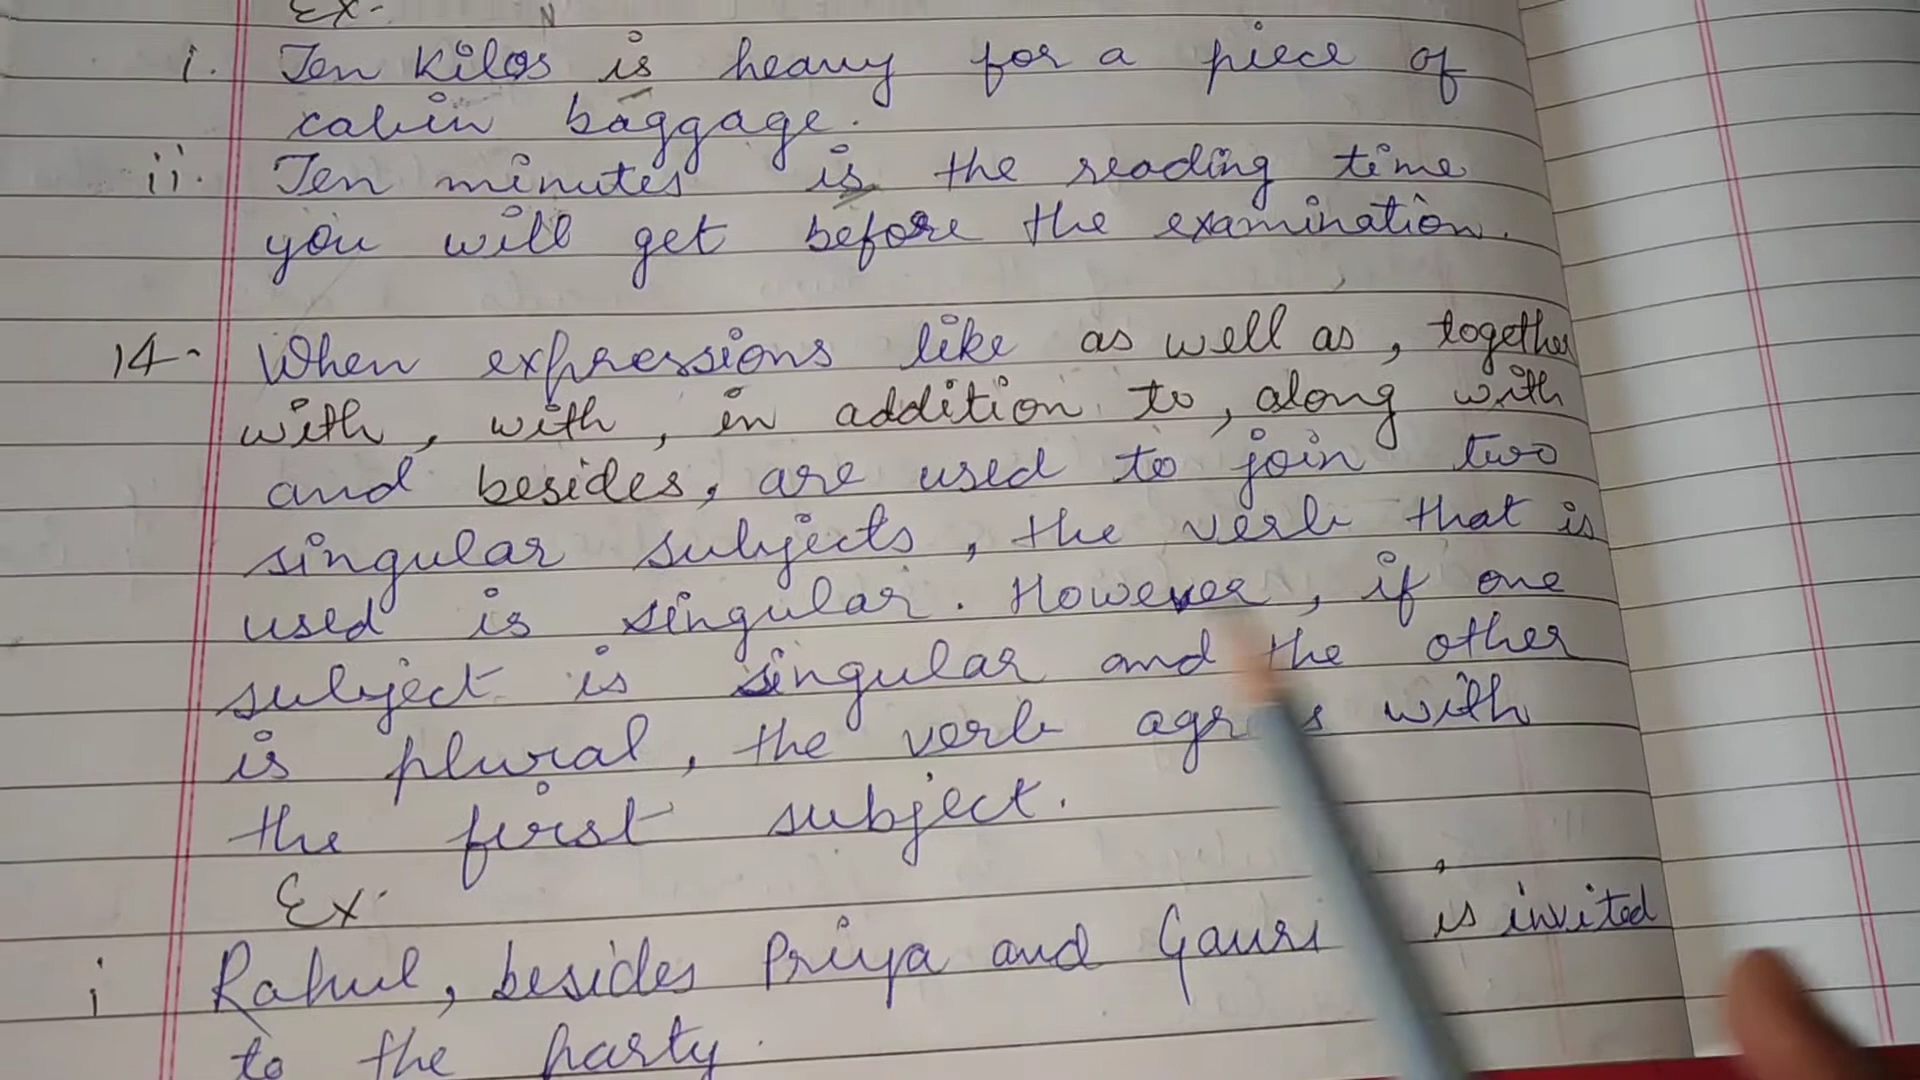 Ex-
i. Ten kilos is heavy for a piece of
cabin baggage.
ii. Ten minutes is the reading time
you will get before the examination.
14- When expressions like as well as, together
with, with, in addition to, along with
and besides, are used to join two
singular subjects, the verb that is
used is singular. However, if one
subject is singular and the other
is plural, the verb with
the first subject.
Ex-
i Rahul, besides Priya and Gauri is invited
to the party.